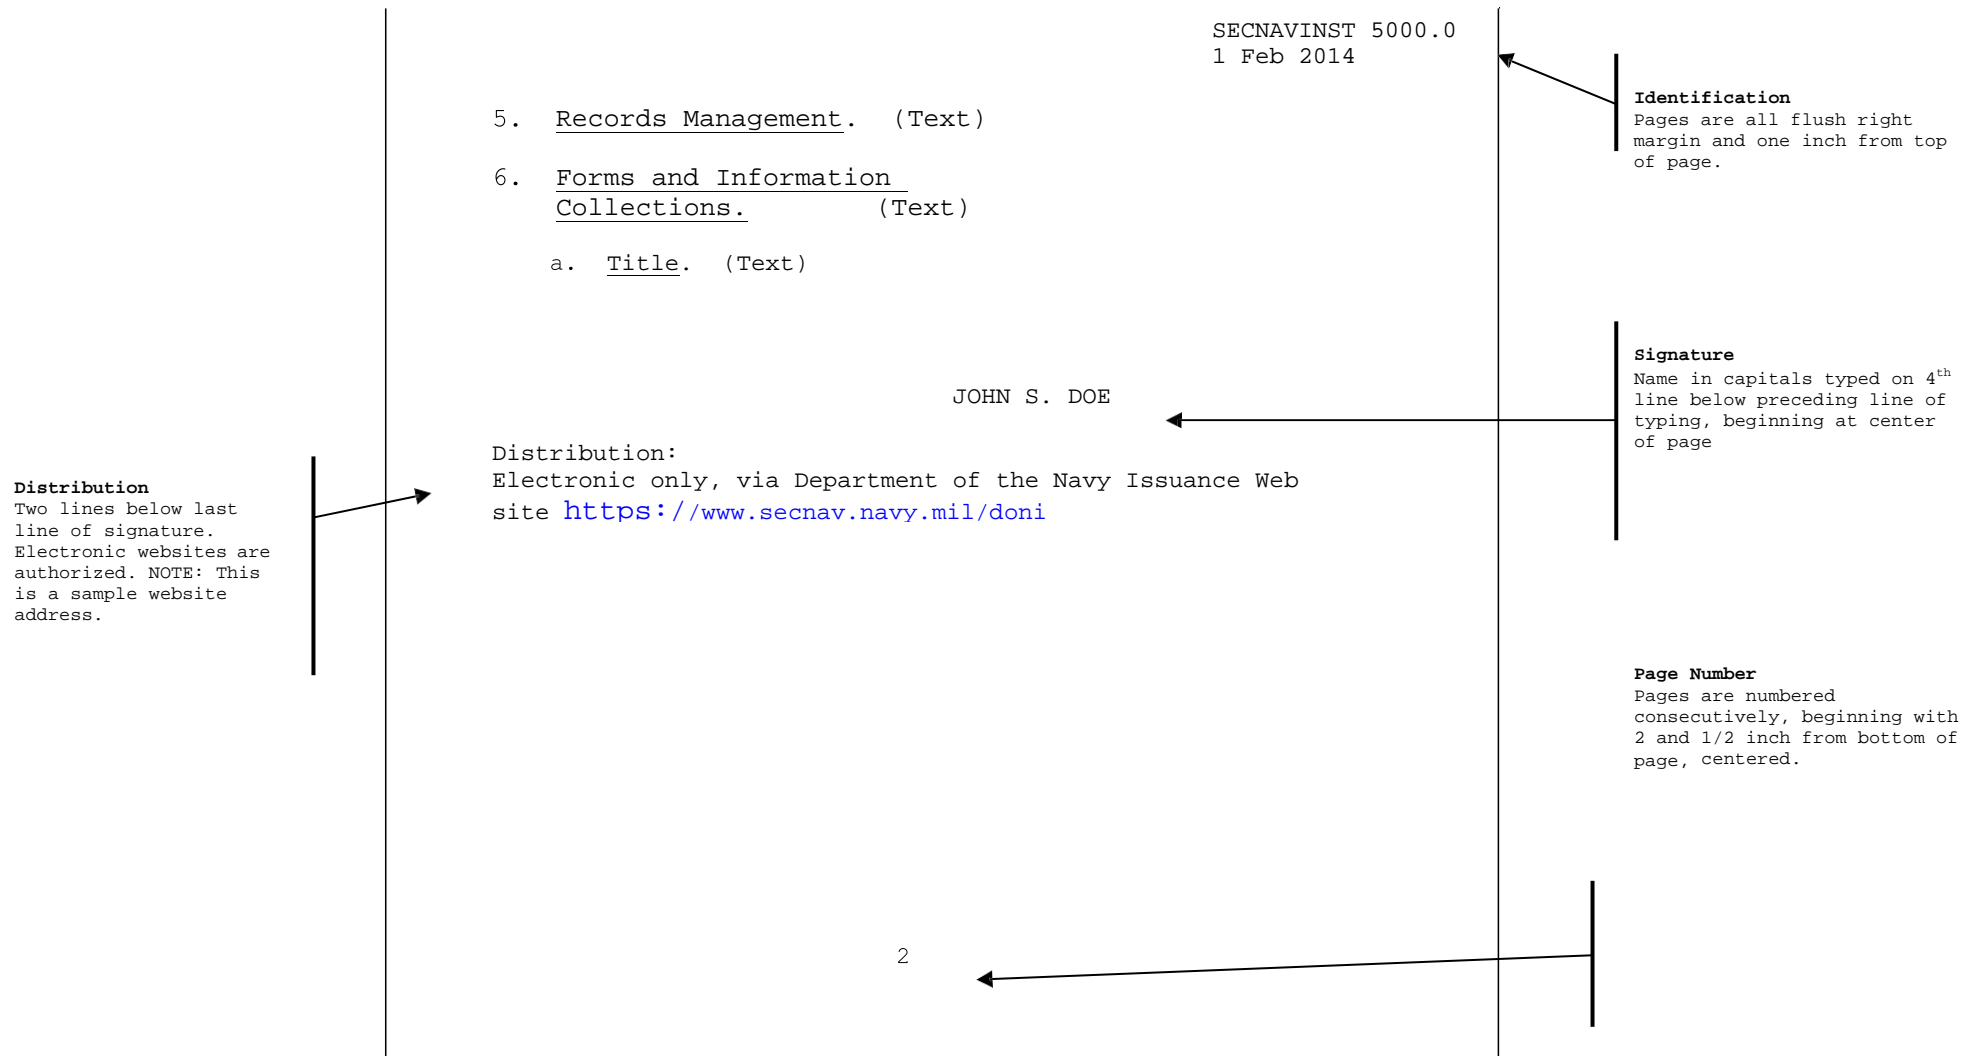 SECNAVINST 5000.0
1 Feb 2014
Identification
Pages are all flush right
margin and one inch from top
of page.
5. Records Management. (Text)
6. Forms and Information
Collections. (Text)
a. Title. (Text)
Signature
Name in capitals typed on 4th
line below preceding line of
typing, beginning at center
of page
JOHN S. DOE
Distribution:
Electronic only, via Department of the Navy Issuance Web
site https://www.secnav.navy.mil/doni
Distribution
Two lines below last
line of signature.
Electronic websites are
authorized. NOTE: This
is a sample website
address.
Page Number
Pages are numbered
consecutively, beginning with
2 and 1/2 inch from bottom of
page, centered.
2